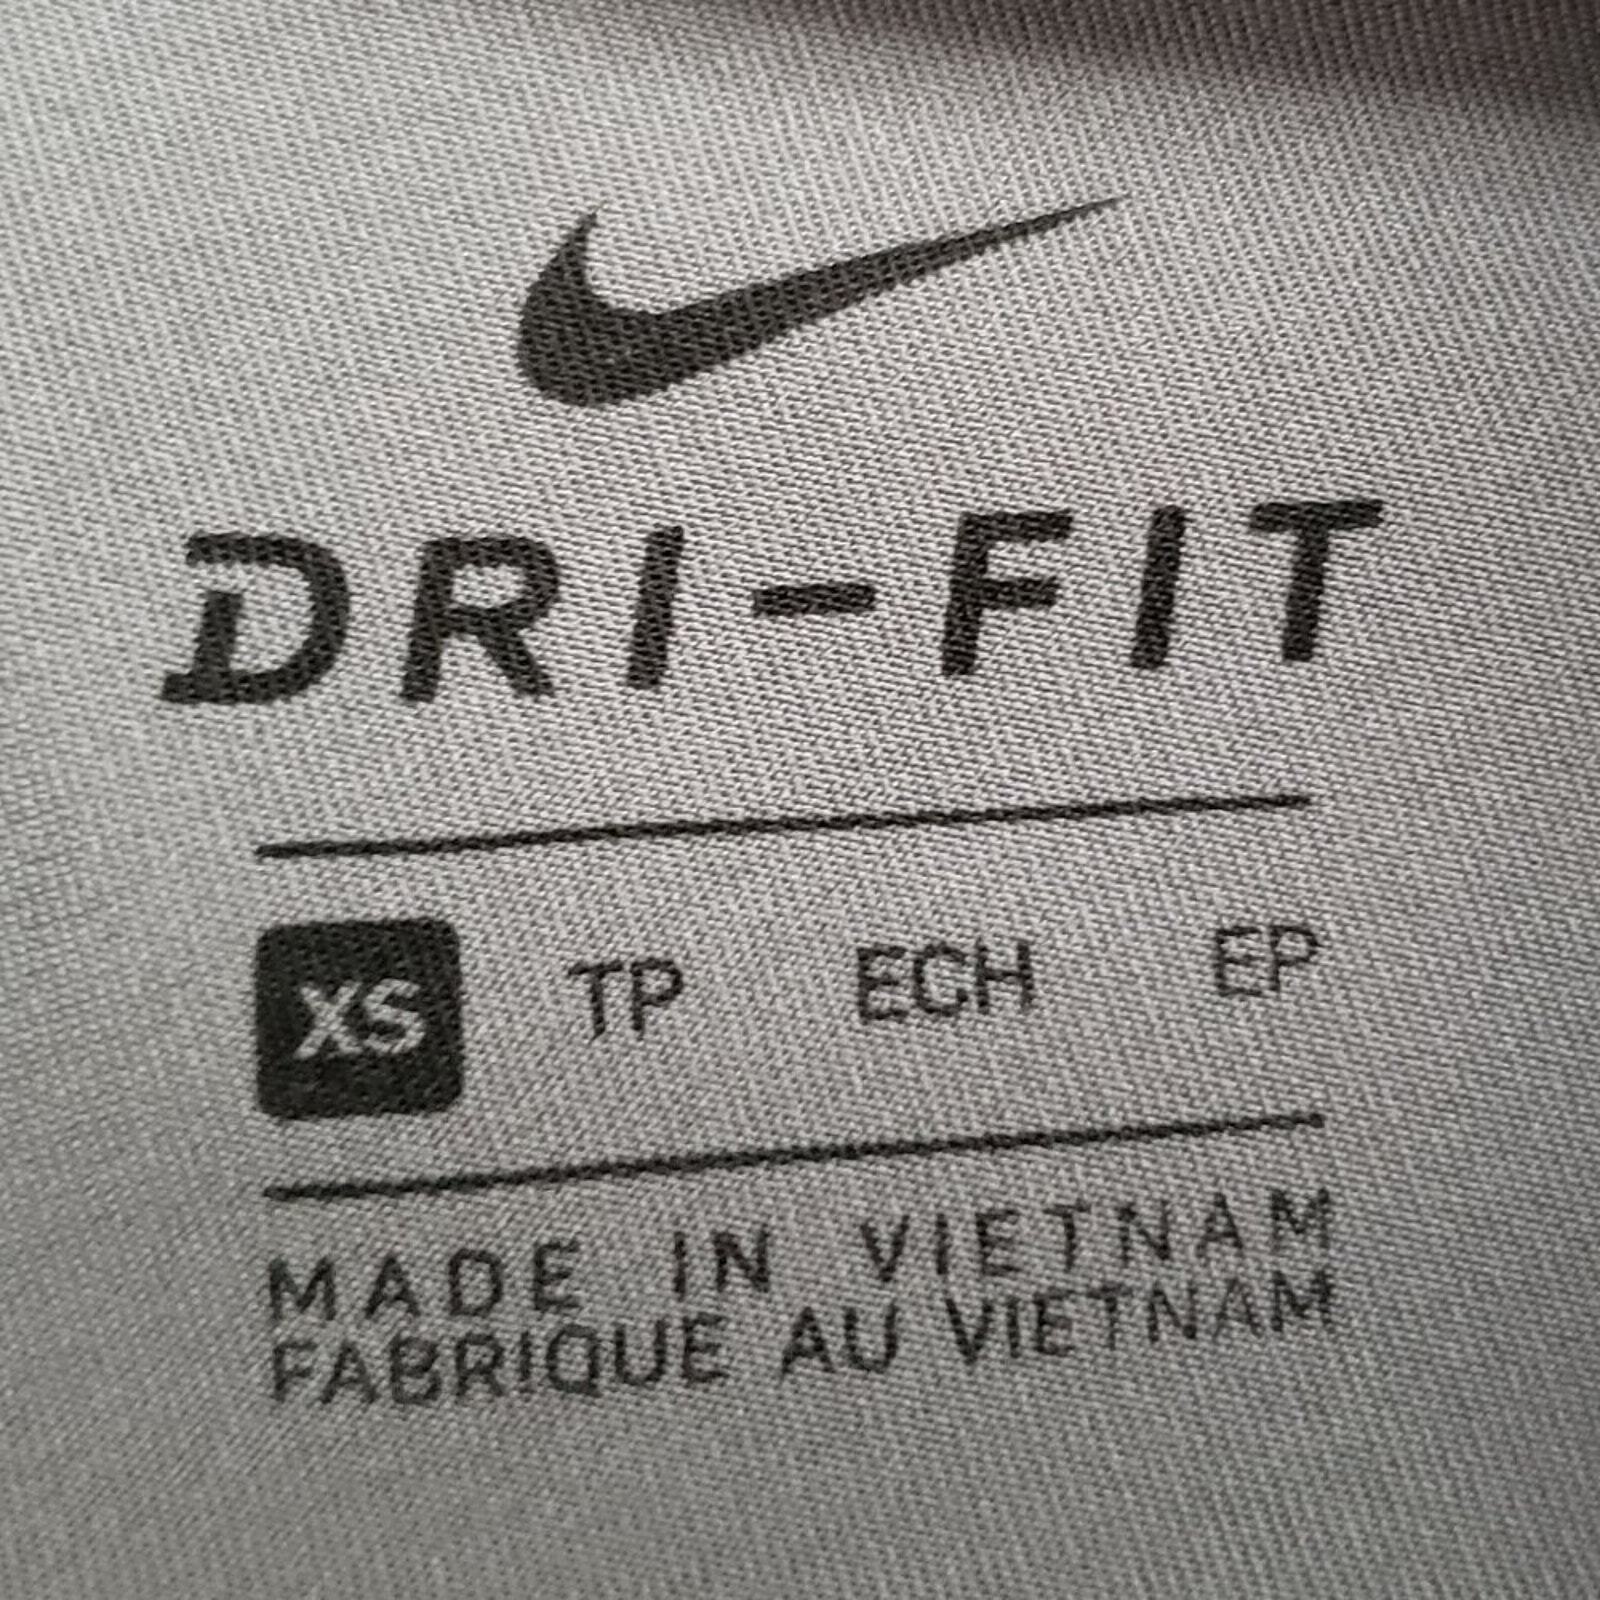 DRI-FIT
XS TP ECH EP
MADE IN VIETNAM
FABRIQUE AU VIETNAM